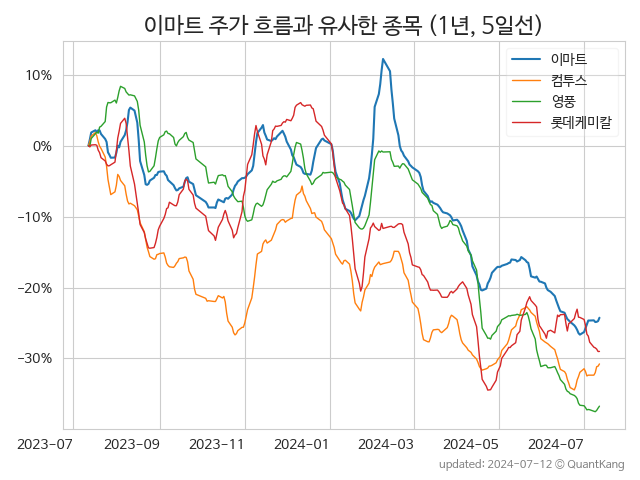 이마트 주가 흐름과 유사한 종목 (1년, 5일선)
이마트
컴투스
영풍
롯데케미칼
10%
0%
−10%
−20%
−30%
2023-07 2023-09 2023-11 2024-01 2024-03 2024-05 2024-07
updated: 2024-07-12 © QuantKang